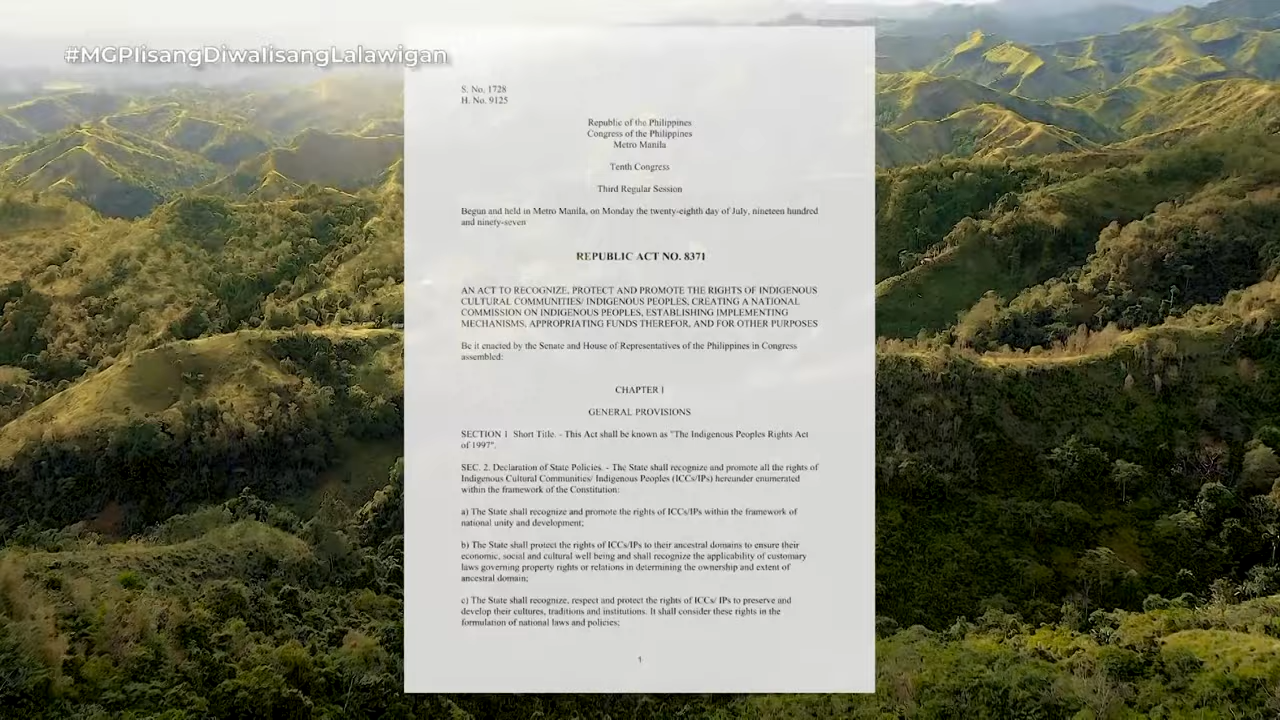 #MGPIisangDiwaIisangLalawigan
S. No. 1728
H. No. 9125
Republic of the Philippines
Congress of the Philippines
Metro Manila
Tenth Congress
Third Regular Session
Begun and held in Metro Manila, on Monday the twenty-eighth day of July, nineteen hundred
and ninety-seven
REPUBLIC ACT NO. 8371
AN ACT TO RECOGNIZE, PROTECT AND PROMOTE THE RIGHTS OF INDIGENOUS
CULTURAL COMMUNITIES/ INDIGENOUS PEOPLES, CREATING A NATIONAL
COMMISSION ON INDIGENOUS PEOPLES, ESTABLISHING IMPLEMENTING
MECHANISMS, APPROPRIATING FUNDS THEREFOR, AND FOR OTHER PURPOSES
Be it enacted by the Senate and House of Representatives of the Philippines in Congress
assembled:
CHAPTER I
GENERAL PROVISIONS
SECTION 1 Short Title. - This Act shall be known as "The Indigenous Peoples Rights Act
of 1997".
SEC. 2. Declaration of State Policies. - The State shall recognize and promote all the rights of
Indigenous Cultural Communities/ Indigenous Peoples (ICCs/IPs) hereunder enumerated
within the framework of the Constitution:
a) The State shall recognize and promote the rights of ICCs/IPs within the framework of
national unity and development;
b) The State shall protect the rights of ICCs/IPs to their ancestral domains to ensure their
economic, social and cultural well being and shall recognize the applicability of customary
laws governing property rights or relations in determining the ownership and extent of
ancestral domain;
c) The State shall recognize, respect and protect the rights of ICCs/ IPs to preserve and
develop their cultures, traditions and institutions. It shall consider these rights in the
formulation of national laws and policies;
1